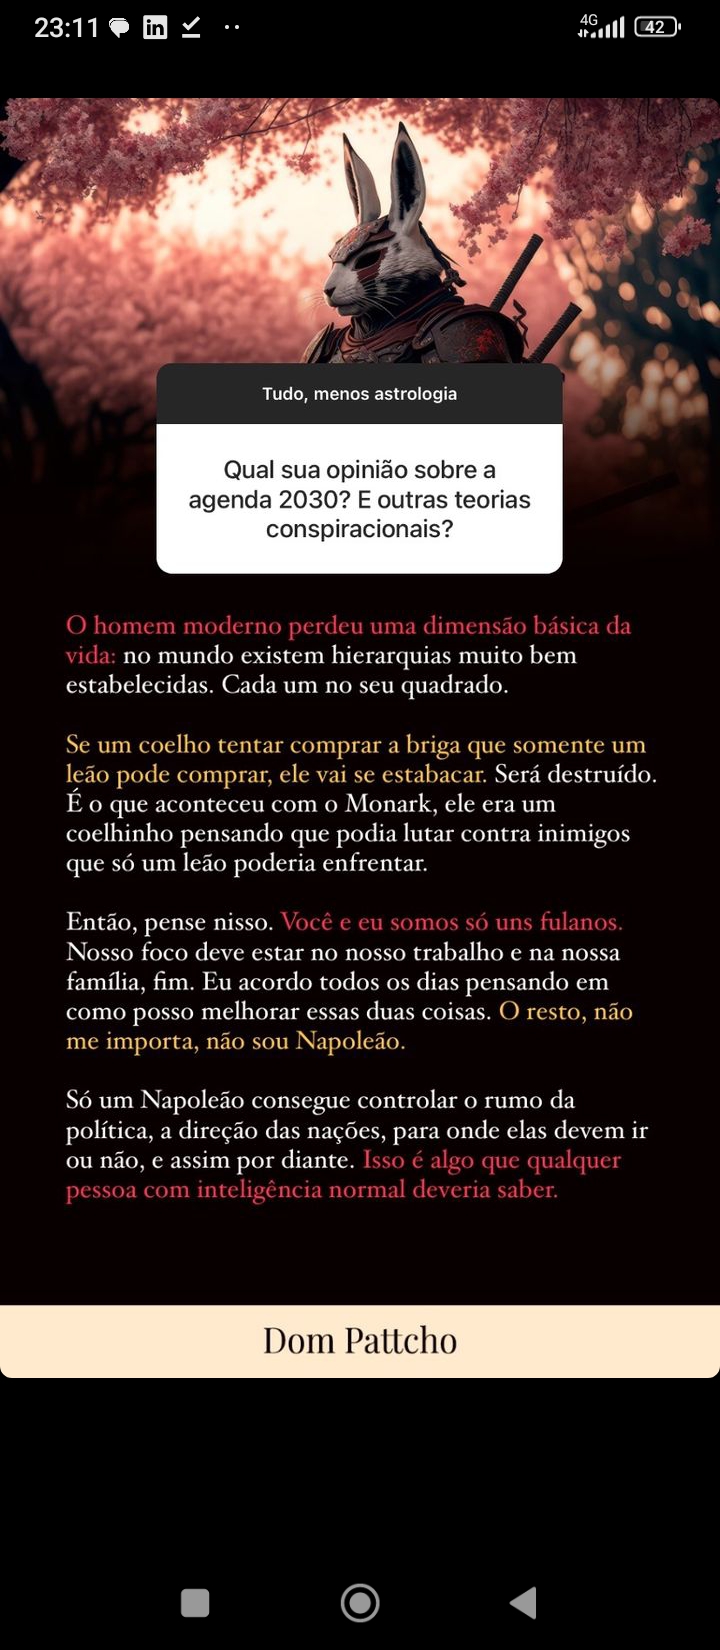 23:11
4G
42
Tudo, menos astrologia
Qual sua opinião sobre a
agenda 2030? E outras teorias
conspiracionais?
O homem moderno perdeu uma dimensão básica da
vida: no mundo existem hierarquias muito bem
estabelecidas. Cada um no seu quadrado.
Se um coelho tentar comprar a briga que somente um
leão pode comprar, ele vai se estabacar. Será destruído.
É o que aconteceu com o Monark, ele era um
coelhinho pensando que podia lutar contra inimigos
que só um leão poderia enfrentar.
Então, pense nisso. Você e eu somos só uns fulanos.
Nosso foco deve estar no nosso trabalho e na nossa
família, fim. Eu acordo todos os dias pensando em
como posso melhorar essas duas coisas. O resto, não
me importa, não sou Napoleão.
Só um Napoleão consegue controlar o rumo da
política, a direção das nações, para onde elas devem ir
ou não, e assim por diante. Isso é algo que qualquer
pessoa com inteligência normal deveria saber.
Dom Pattcho